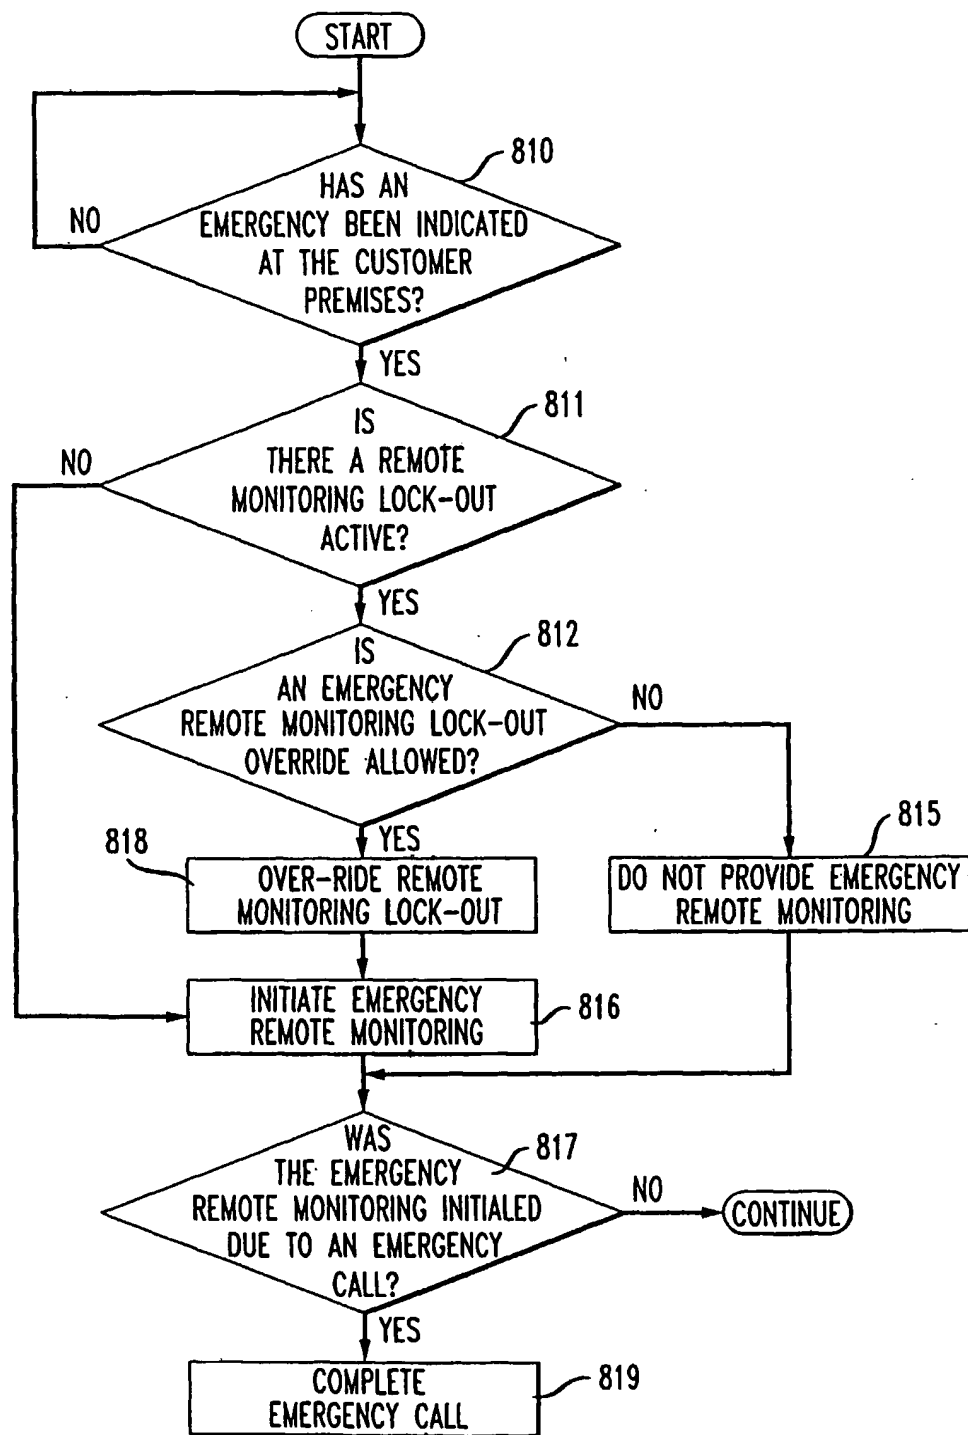 START
810
HAS AN
EMERGENCY BEEN INDICATED
AT THE CUSTOMER
PREMISES?
NO
YES
811
IS
THERE A REMOTE
MONITORING LOCK-OUT
ACTIVE?
NO
YES
812
IS
AN EMERGENCY
REMOTE MONITORING LOCK-OUT
OVERRIDE ALLOWED?
NO
YES
818
OVER-RIDE REMOTE
MONITORING LOCK-OUT
815
DO NOT PROVIDE EMERGENCY
REMOTE MONITORING
INITIATE EMERGENCY
REMOTE MONITORING
816
WAS
THE EMERGENCY
REMOTE MONITORING INITIALED
DUE TO AN EMERGENCY
CALL?
817
NO
CONTINUE
YES
COMPLETE
EMERGENCY CALL
819